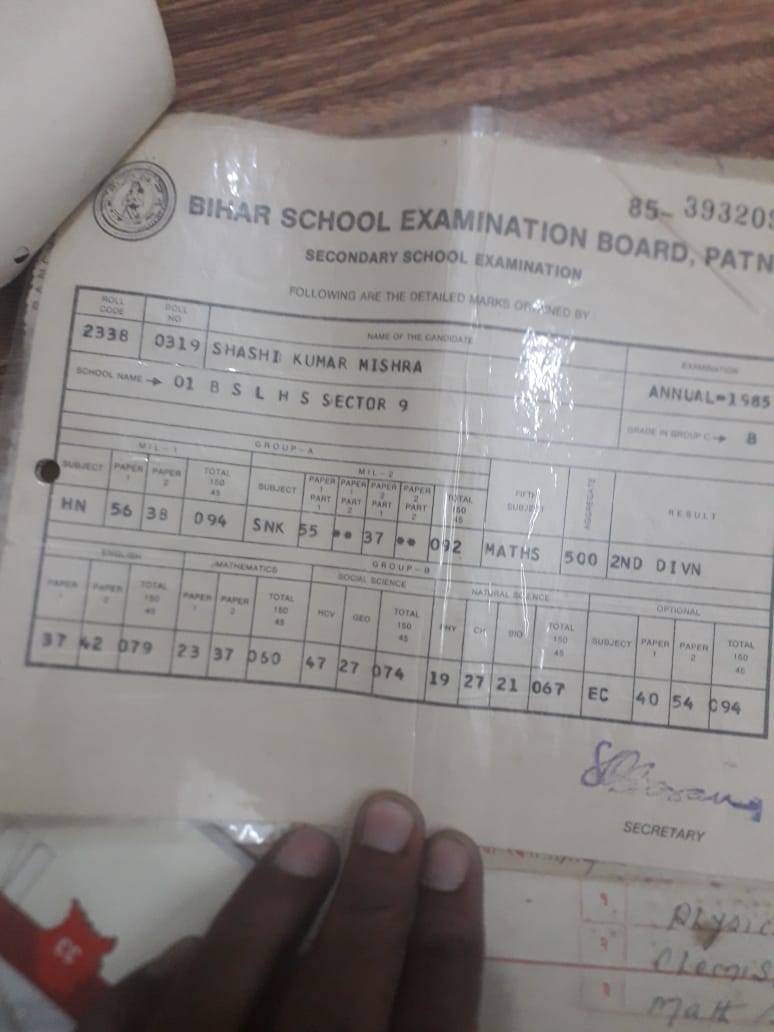 85- 39320
BIHAR SCHOOL EXAMINATION BOARD, PATN
SECONDARY SCHOOL EXAMINATION
FOLLOWING ARE THE DETAILED MARKS BY
ROLL CODE ROLL NO NAME OF THE CANDIDATE EXAMINATION
2338 0319 SHASHI KUMAR MISHRA ANNUAL-1985
SCHOOL NAME → 01 B S L H S SECTOR 9 GRADE IN GROUP C → B
MIL-1 GROUP-A MIL-2
SUBJECT PAPER 1 PAPER 2 TOTAL 150 45 SUBJECT PAPER 1 PART 1 PAPER 1 PART 2 PAPER 2 PART 1 PAPER 2 PART 2 TOTAL 150 45 FIFTH SUBJECT AGGREGATE RESULT
HN 56 38 094 SNK 55 ** 37 ** 092 MATHS 500 2ND DIVN
ENGLISH MATHEMATICS GROUP-B SOCIAL SCIENCE NATURAL SCIENCE OPTIONAL
PAPER 1 PAPER 2 TOTAL 150 45 PAPER 1 PAPER 2 TOTAL 150 45 HCV GEO TOTAL 150 45 PHY CH BIO TOTAL 150 45 SUBJECT PAPER 1 PAPER 2 TOTAL 150 45
37 42 079 23 37 060 47 27 074 19 27 21 067 EC 40 54 094
SECRETARY
१ Physic
२ Chemis
३ Math